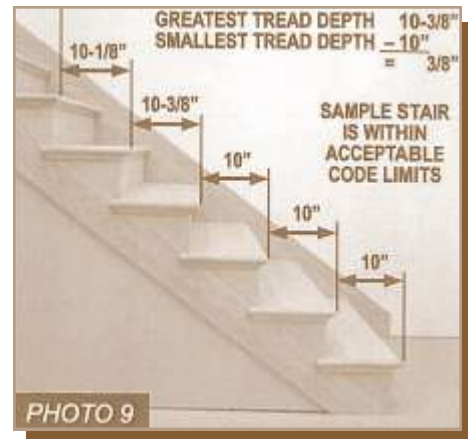 GREATEST TREAD DEPTH 10-3/8"
SMALLEST TREAD DEPTH – 10"
= 3/8"
10-1/8"
10-3/8"
SAMPLE STAIR
IS WITHIN
ACCEPTABLE
CODE LIMITS
10"
10"
10"
PHOTO 9